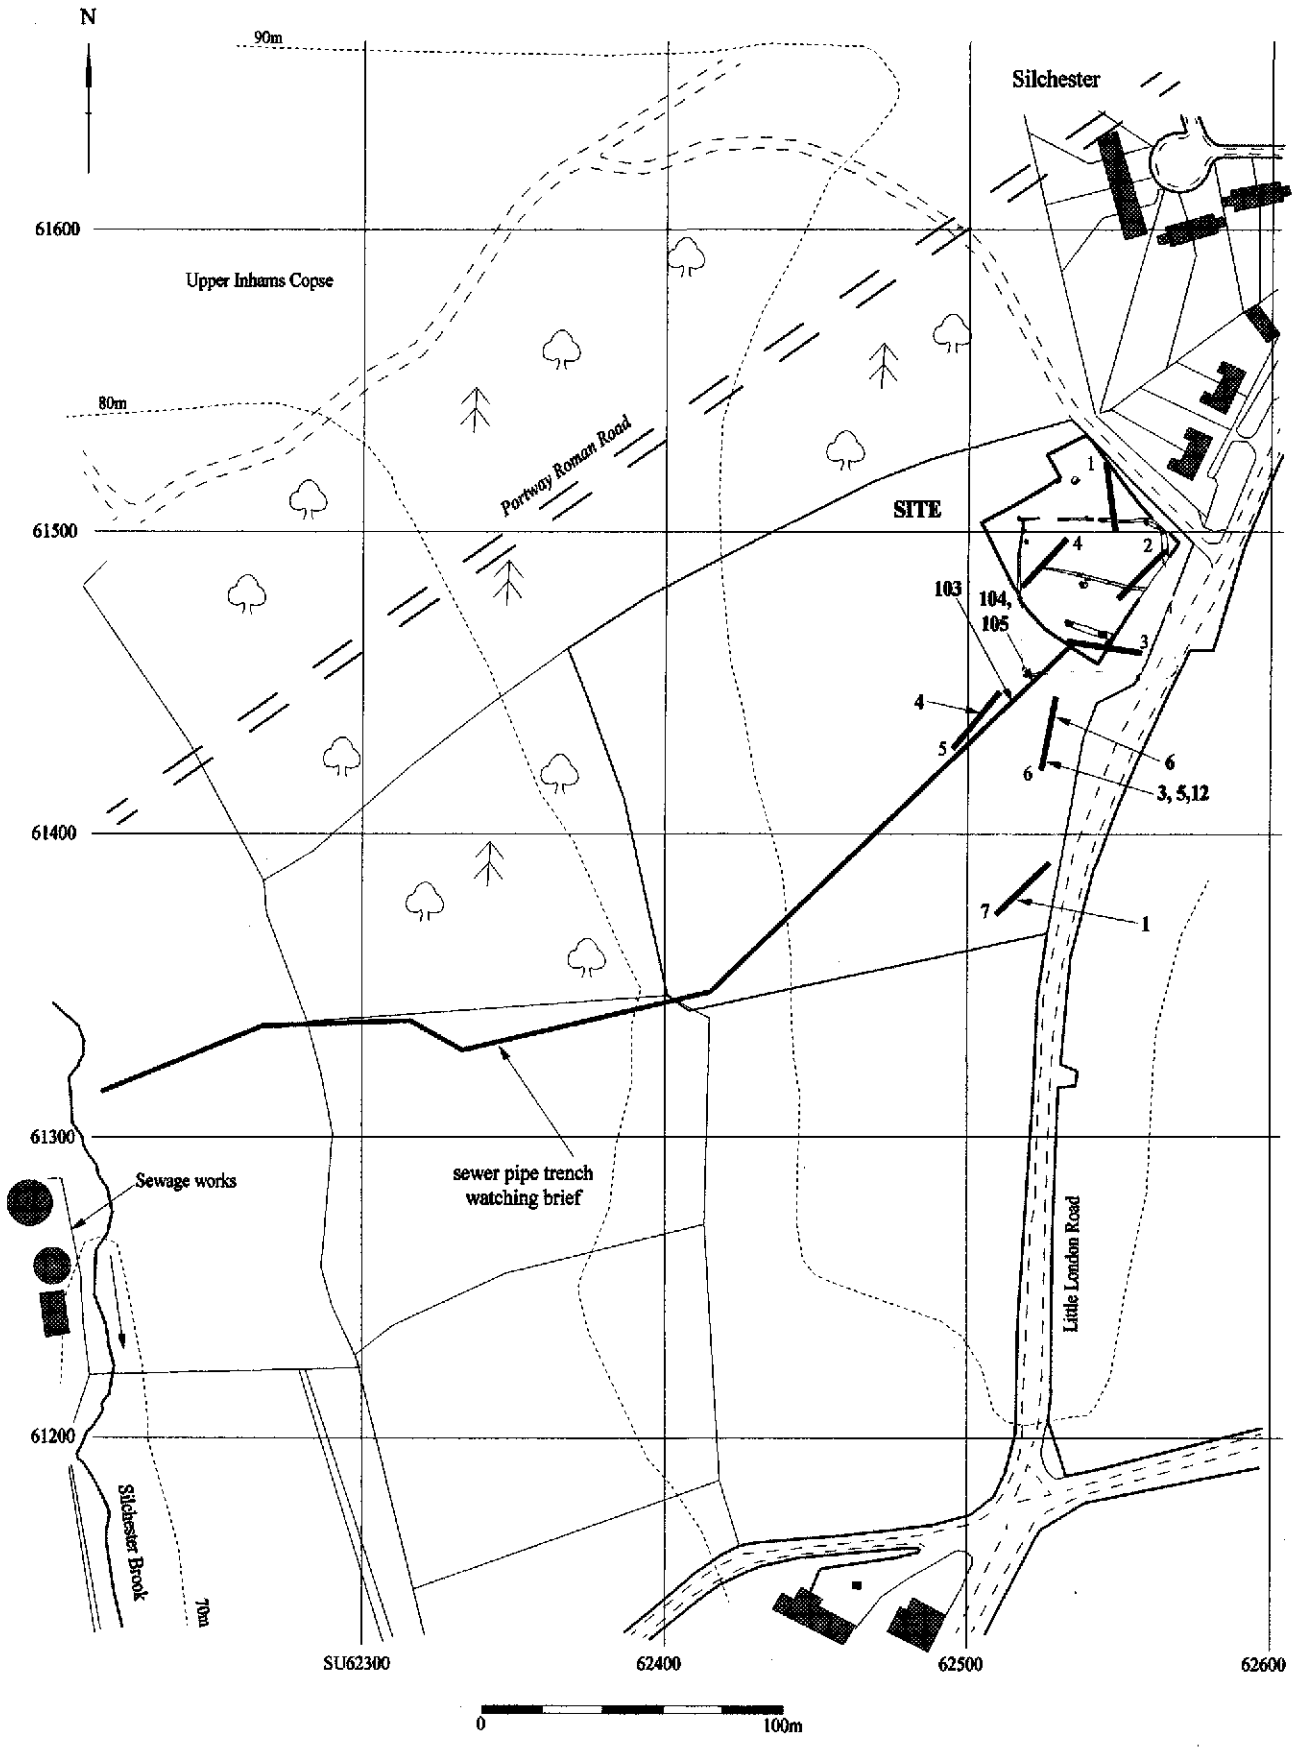 N
90m
Silchester
61600
Upper Inhams Copse
80m
Portway Roman Road
1
SITE
61500
2
4
103
104,
105
3
4
5
6
6
3, 5,12
61400
7
1
61300
sewer pipe trench
watching brief
Sewage works
Little London Road
61200
Silchester Brook
70m
SU62300
62400
62500
62600
0
100m